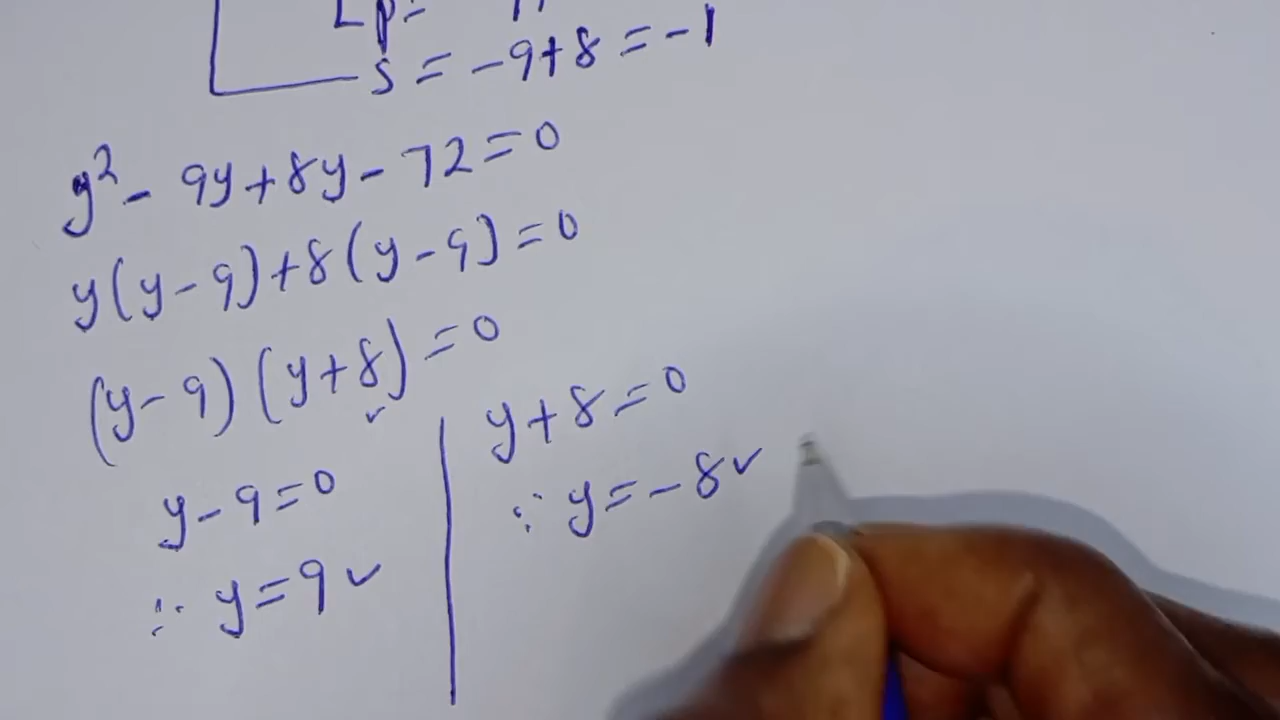 p=
s = -9+8 = -1
y² - 9y+8y - 72=0
y(y-9)+8(y-9)=0
(y-9)(y+8)=0
y-9=0
∴ y=9✓
y+8=0
∵ y=-8✓